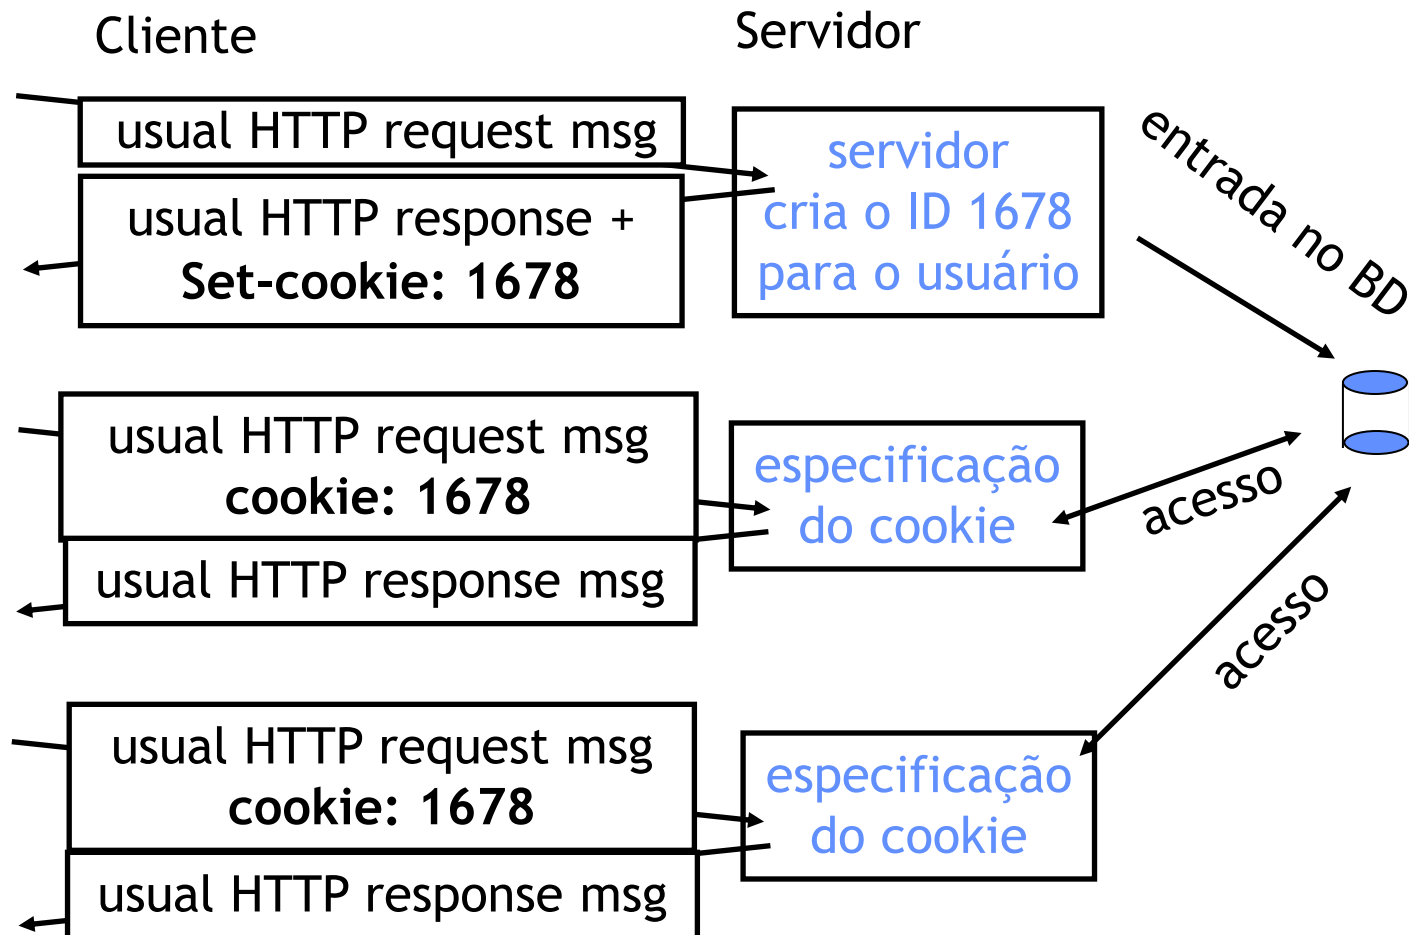 Cliente
Servidor
usual HTTP request msg
servidor
cria o ID 1678
para o usuário
entrada no BD
usual HTTP response +
Set-cookie: 1678
usual HTTP request msg
cookie: 1678
especificação
do cookie
acesso
usual HTTP response msg
acesso
usual HTTP request msg
cookie: 1678
especificação
do cookie
usual HTTP response msg